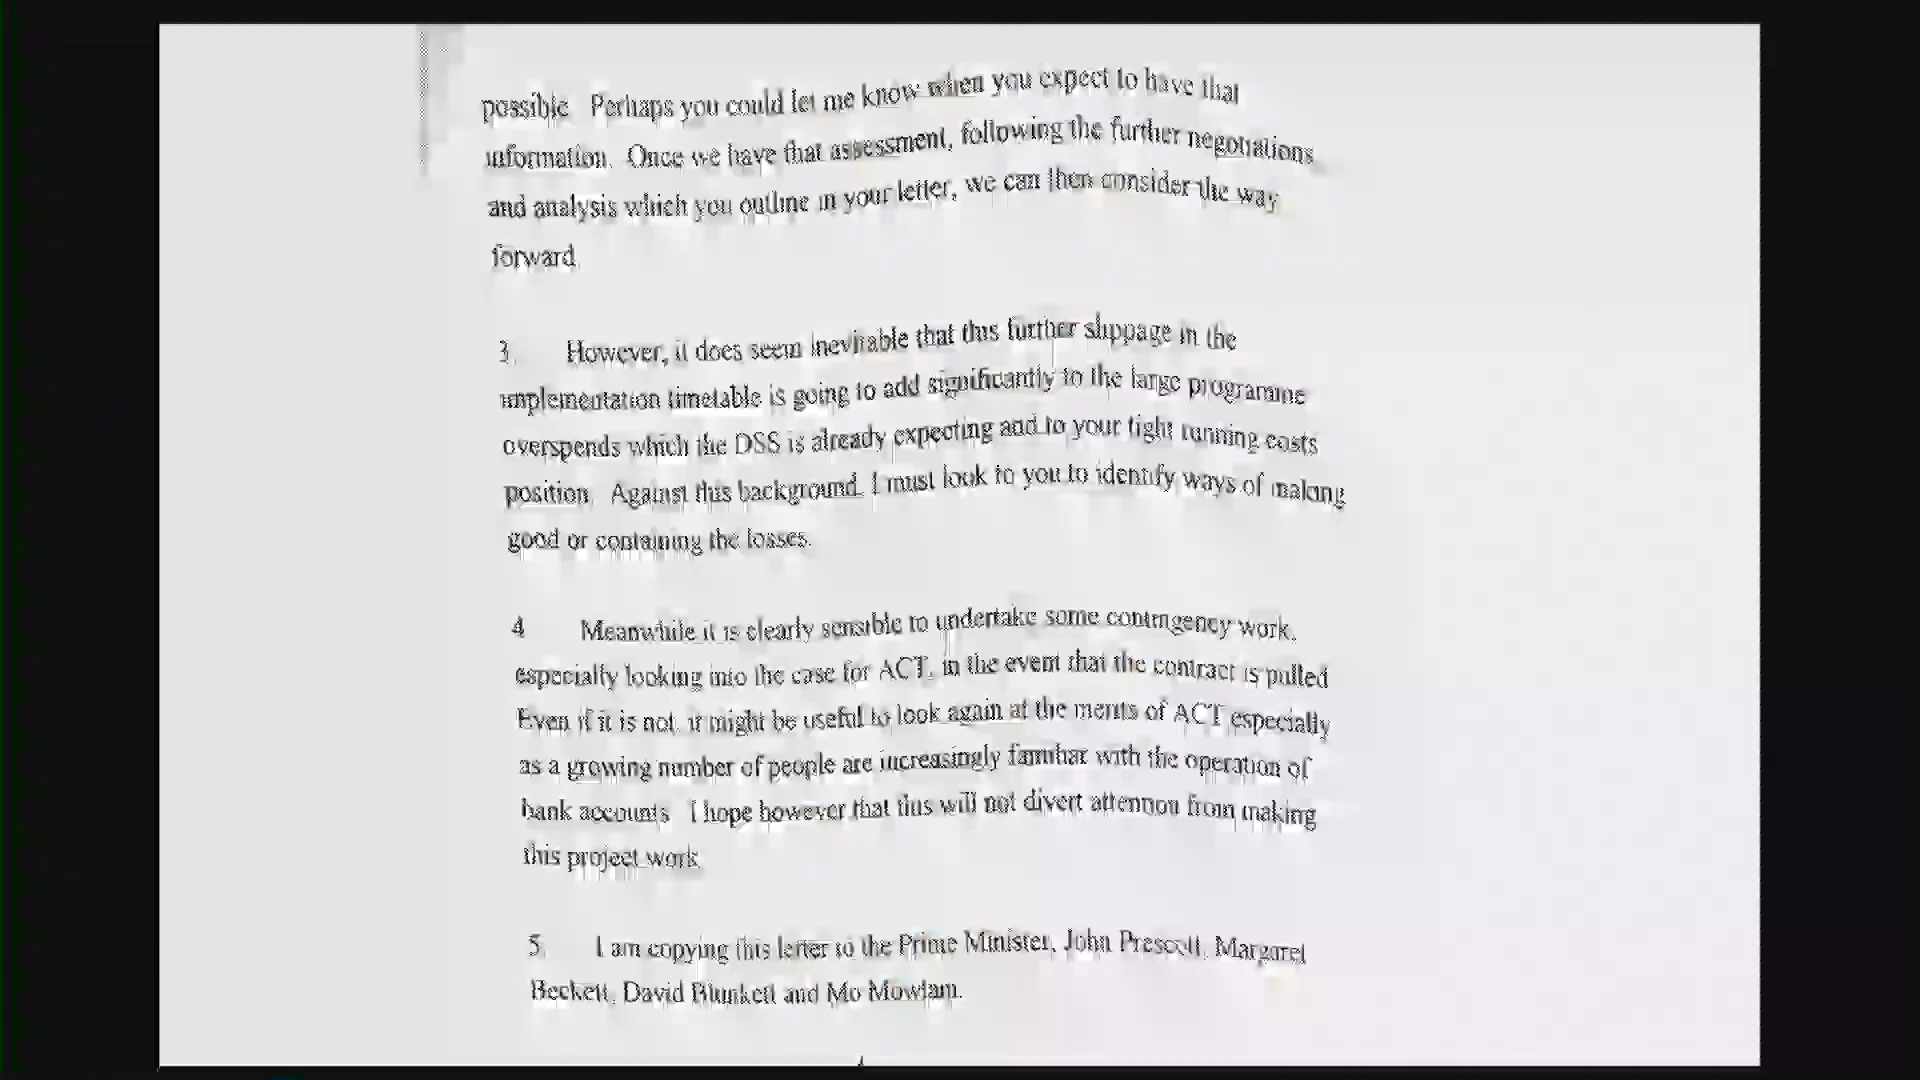 possible Perhaps you could let me know when you expect to have that
information. Once we have that assessment, following the further negotiations
and analysis which you outline in your letter, we can then consider the way
forward.
3. However, it does seem inevitable that this further slippage in the
implementation timetable is going to add significantly to the large programme
overspends which the DSS is already expecting and to your tight running costs
position. Against this background, I must look to you to identify ways of making
good or containing the losses.
4 Meanwhile it is clearly sensible to undertake some contingency work,
especially looking into the case for ACT, in the event that the contract is pulled
Even if it is not, it might be useful to look again at the merits of ACT especially
as a growing number of people are increasingly familiar with the operation of
bank accounts I hope however that this will not divert attention from making
this project work.
5. I am copying this letter to the Prime Minister, John Prescott, Margaret
Beckett, David Blunkett and Mo Mowlam.